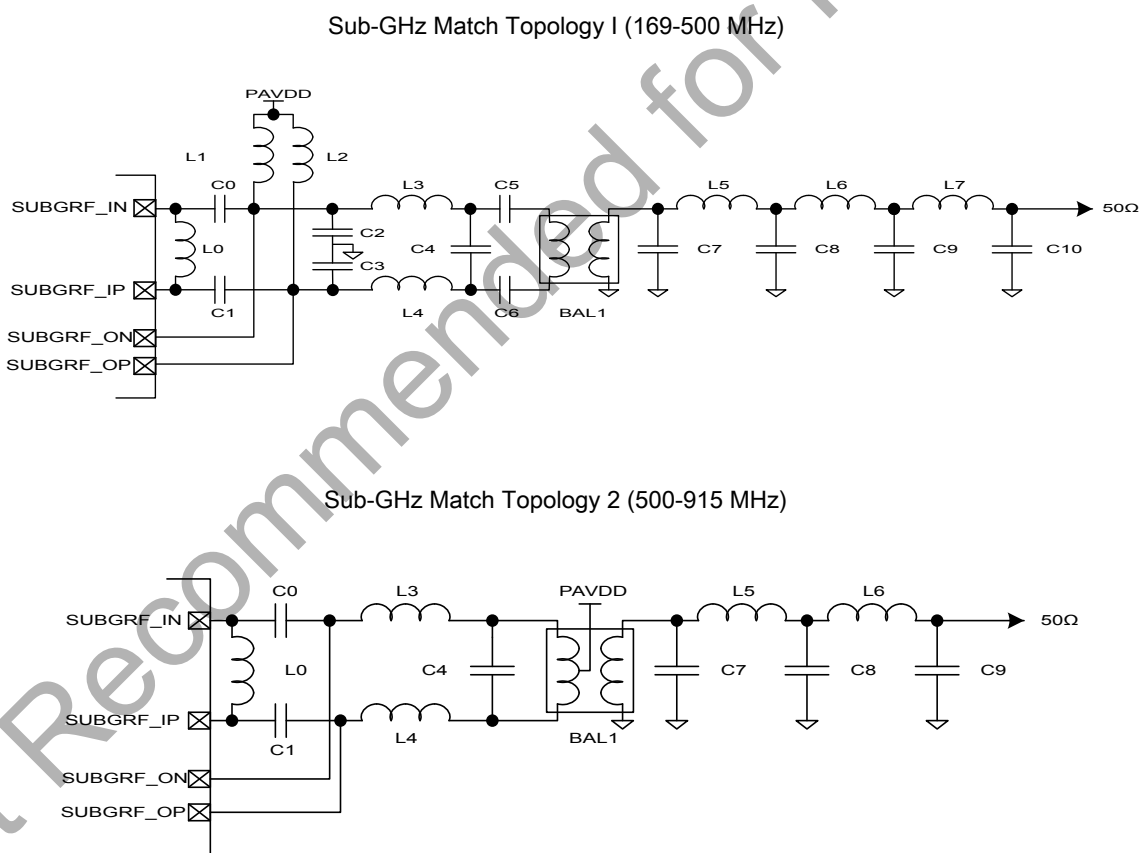 Sub-GHz Match Topology I (169-500 MHz)
PAVDD
L1
L2
C0
L3
C5
L5
L6
L7
SUBGRF_IN
50Ω
L0
C2
C3
C4
C7
C8
C9
C10
SUBGRF_IP
C1
L4
C6
BAL1
SUBGRF_ON
SUBGRF_OP
Sub-GHz Match Topology 2 (500-915 MHz)
C0
L3
PAVDD
L5
L6
SUBGRF_IN
50Ω
L0
C4
C7
C8
C9
SUBGRF_IP
C1
L4
BAL1
SUBGRF_ON
SUBGRF_OP
Recommended for